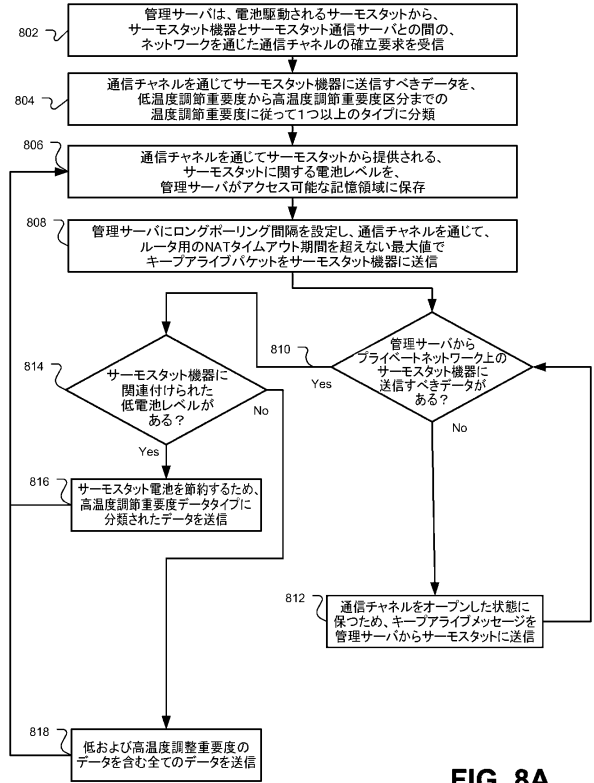 802
管理サーバは、電池駆動されるサーモスタットから、
サーモスタット機器とサーモスタット通信サーバとの間の、
ネットワークを通じた通信チャネルの確立要求を受信
804
通信チャネルを通じてサーモスタット機器に送信すべきデータを、
低温度調節重要度から高温度調節重要度区分までの
温度調節重要度に従って1つ以上のタイプに分類
806
通信チャネルを通じてサーモスタットから提供される、
サーモスタットに関する電池レベルを、
管理サーバがアクセス可能な記憶領域に保存
808
管理サーバにロングポーリング間隔を設定し、通信チャネルを通じて、
ルータ用のNATタイムアウト期間を超えない最大値で
キープアライブパケットをサーモスタット機器に送信
810
管理サーバから
プライベートネットワーク上の
サーモスタット機器に
送信すべきデータが
ある?
Yes
No
814
サーモスタット機器に
関連付けられた
低電池レベルが
ある?
No
Yes
816
サーモスタット電池を節約するため、
高温度調節重要度データタイプに
分類されたデータを送信
812
通信チャネルをオープンした状態に
保つため、キープアライブメッセージを
管理サーバからサーモスタットに送信
818
低および高温度調整重要度の
データを含む全てのデータを送信
FIG. 8A